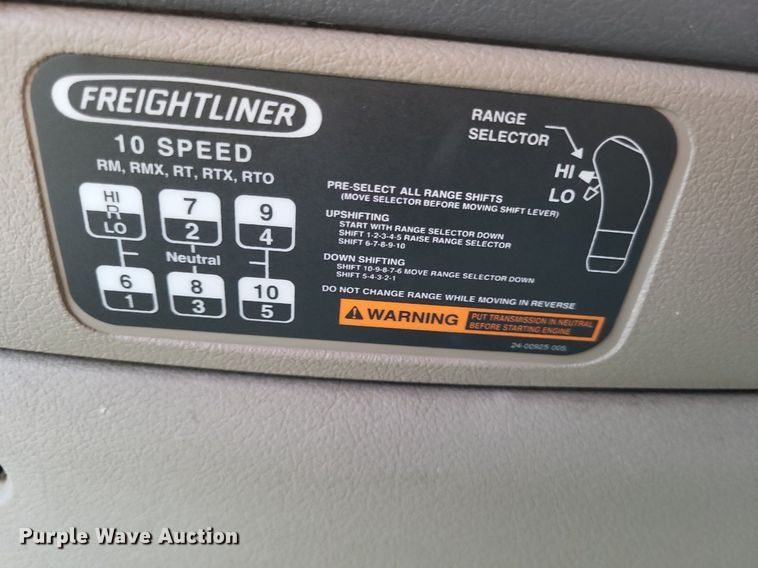 FREIGHTLINER
10 SPEED
RM, RMX, RT, RTX, RTO
HI
R
LO
7
2
9
4
Neutral
6
1
8
3
10
5
RANGE
SELECTOR
HI
LO
PRE-SELECT ALL RANGE SHIFTS
(MOVE SELECTOR BEFORE MOVING SHIFT LEVER)
UPSHIFTING
START WITH RANGE SELECTOR DOWN
SHIFT 1-2-3-4-5 RAISE RANGE SELECTOR
SHIFT 6-7-8-9-10
DOWN SHIFTING
SHIFT 10-9-8-7-6 MOVE RANGE SELECTOR DOWN
SHIFT 5-4-3-2-1
DO NOT CHANGE RANGE WHILE MOVING IN REVERSE
WARNING
PUT TRANSMISSION IN NEUTRAL
BEFORE STARTING ENGINE
24-00925 005
Purple Wave Auction